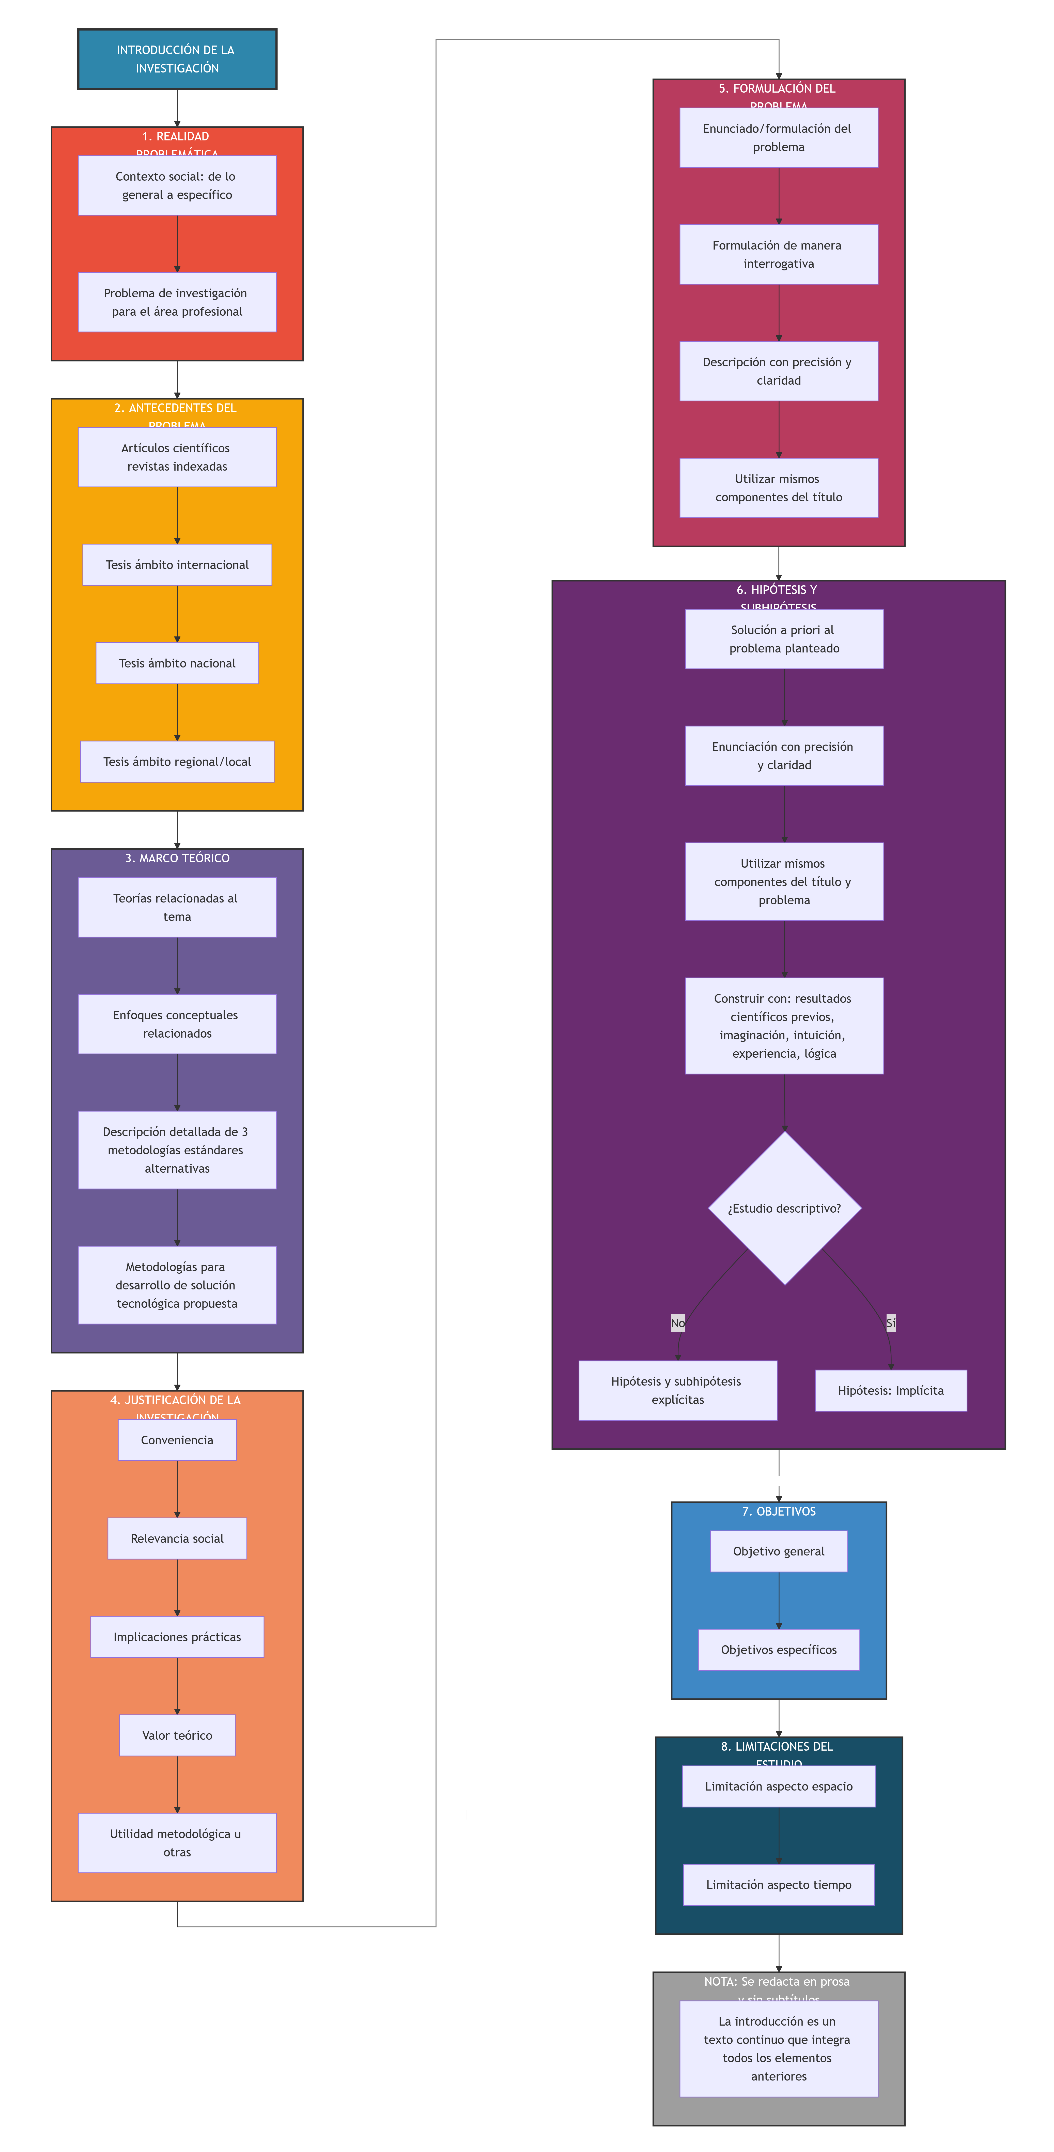 INTRODUCCIÓN DE LA
INVESTIGACIÓN
1. REALIDAD
PROBLEMÁTICA
Contexto social: de lo
general a específico
Problema de investigación
para el área profesional
2. ANTECEDENTES DEL
PROBLEMA
Artículos científicos
revistas indexadas
Tesis ámbito internacional
Tesis ámbito nacional
Tesis ámbito regional/local
3. MARCO TEÓRICO
Teorías relacionadas al
tema
Enfoques conceptuales
relacionados
Descripción detallada de 3
metodologías estándares
alternativas
Metodologías para
desarrollo de solución
tecnológica propuesta
4. JUSTIFICACIÓN DE LA
INVESTIGACIÓN
Conveniencia
Relevancia social
Implicaciones prácticas
Valor teórico
Utilidad metodológica u
otras
5. FORMULACIÓN DEL
PROBLEMA
Enunciado/formulación del
problema
Formulación de manera
interrogativa
Descripción con precisión y
claridad
Utilizar mismos
componentes del título
6. HIPÓTESIS Y
SUBHIPÓTESIS
Solución a priori al
problema planteado
Enunciación con precisión
y claridad
Utilizar mismos
componentes del título y
problema
Construir con: resultados
científicos previos,
imaginación, intuición,
experiencia, lógica
¿Estudio descriptivo?
No
Sí
Hipótesis y subhipótesis
explícitas
Hipótesis: Implícita
7. OBJETIVOS
Objetivo general
Objetivos específicos
8. LIMITACIONES DEL
ESTUDIO
Limitación aspecto espacio
Limitación aspecto tiempo
NOTA: Se redacta en prosa
y sin subtítulos
La introducción es un
texto continuo que integra
todos los elementos
anteriores